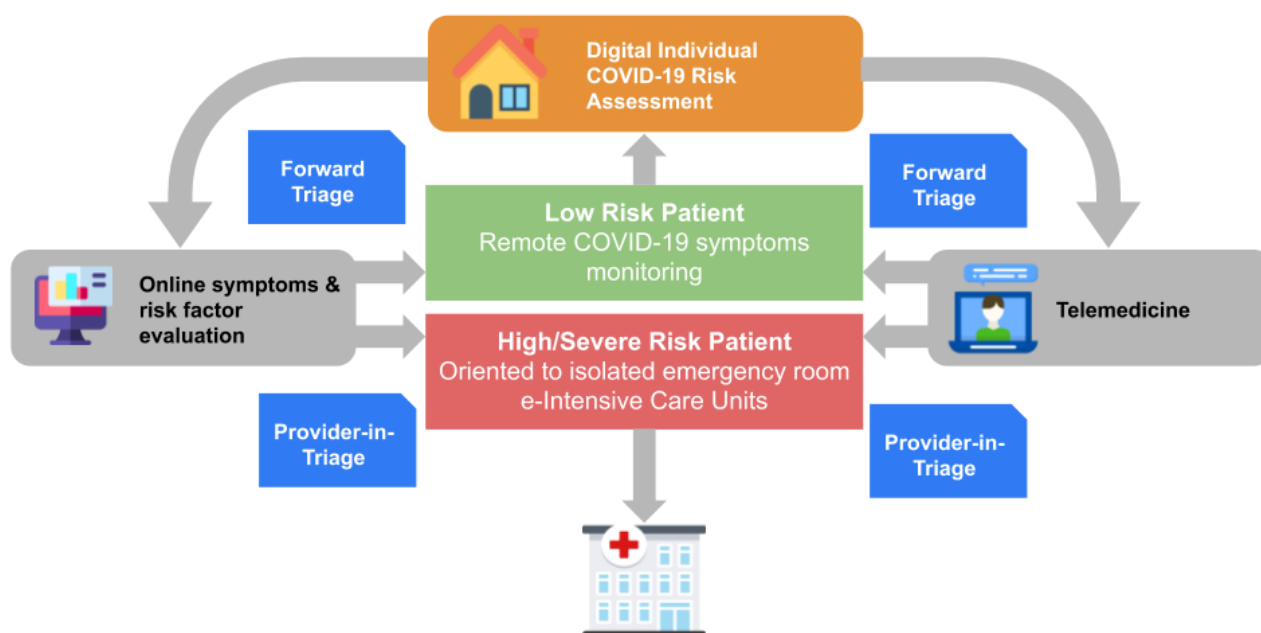 Digital Individual
COVID-19 Risk
Assessment
Forward
Triage
Forward
Triage
Low Risk Patient
Remote COVID-19 symptoms
monitoring
Online symptoms &
risk factor
evaluation
Telemedicine
High/Severe Risk Patient
Oriented to isolated emergency room
e-Intensive Care Units
Provider-in-
Triage
Provider-in-
Triage